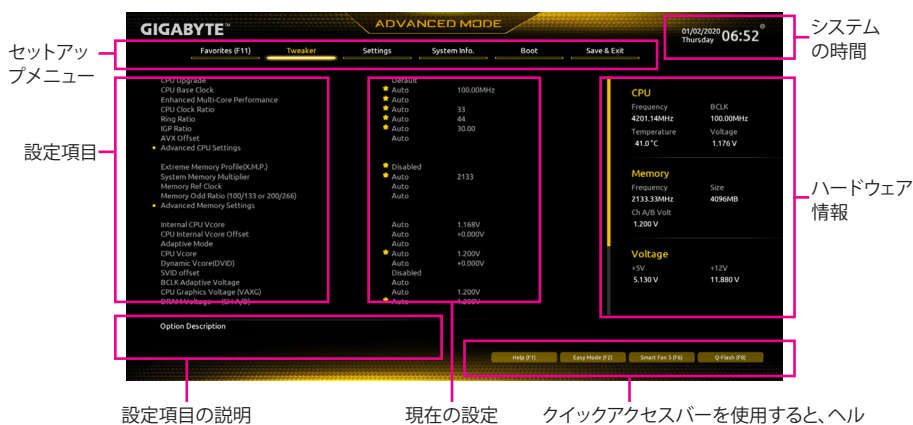 GIGABYTE™
ADVANCED MODE
01/02/2020
Thursday 06:52
システム
の時間
セットアッ
プメニュー
Favorites (F11) Tweaker Settings System Info. Boot Save & Exit
設定項目
CPU Upgrade Default
CPU Base Clock Auto 100.00MHz
Enhanced Multi-Core Performance Auto
CPU Clock Ratio Auto 33
Ring Ratio Auto 44
IGP Ratio Auto 30.00
AVX Offset Auto
Advanced CPU Settings
Extreme Memory Profile(X.M.P.) Disabled
System Memory Multiplier Auto 2133
Memory Ref Clock Auto
Memory Odd Ratio (100/133 or 200/266) Auto
Advanced Memory Settings
Internal CPU Vcore Auto 1.168V
CPU Internal Vcore Offset Auto +0.000V
Adaptive Mode Auto
CPU Vcore Auto 1.200V
Dynamic Vcore(DVID) Auto +0.000V
SVID offset Disabled
BCLK Adaptive Voltage Auto
CPU Graphics Voltage (VAXG) Auto 1.200V
DRAM Voltage (CH A/B) Auto 1.200V
CPU
Frequency BCLK
4201.14MHz 100.00MHz
Temperature Voltage
41.0 °C 1.176 V
Memory
Frequency Size
2133.33MHz 4096MB
Ch A/B Volt
1.200 V
Voltage
+5V +12V
5.130 V 11.880 V
ハードウェア
情報
Option Description
Help (F1) Easy Mode (F2) Smart Fan 5 (F6) Q-Flash (F8)
設定項目の説明
現在の設定
クイックアクセスバーを使用すると、ヘル